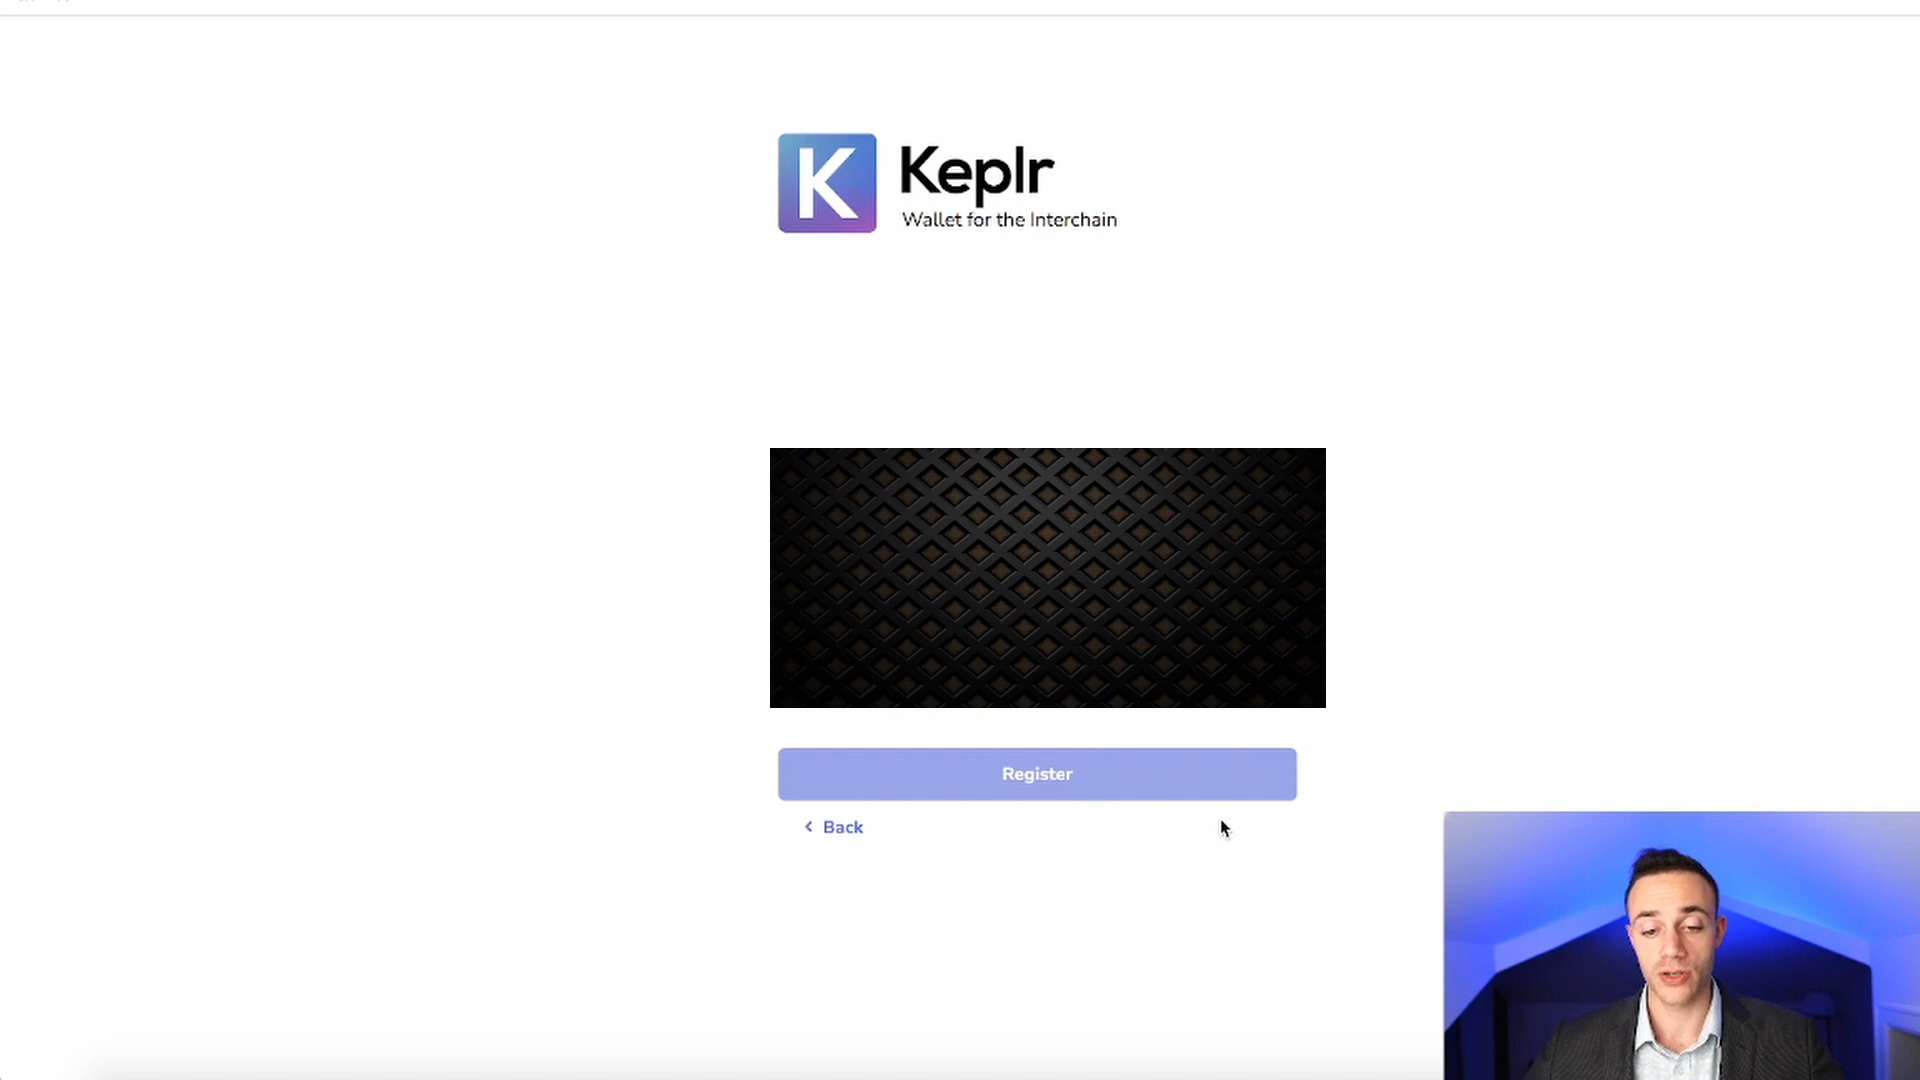 Keplr
Wallet for the Interchain
Register
Back